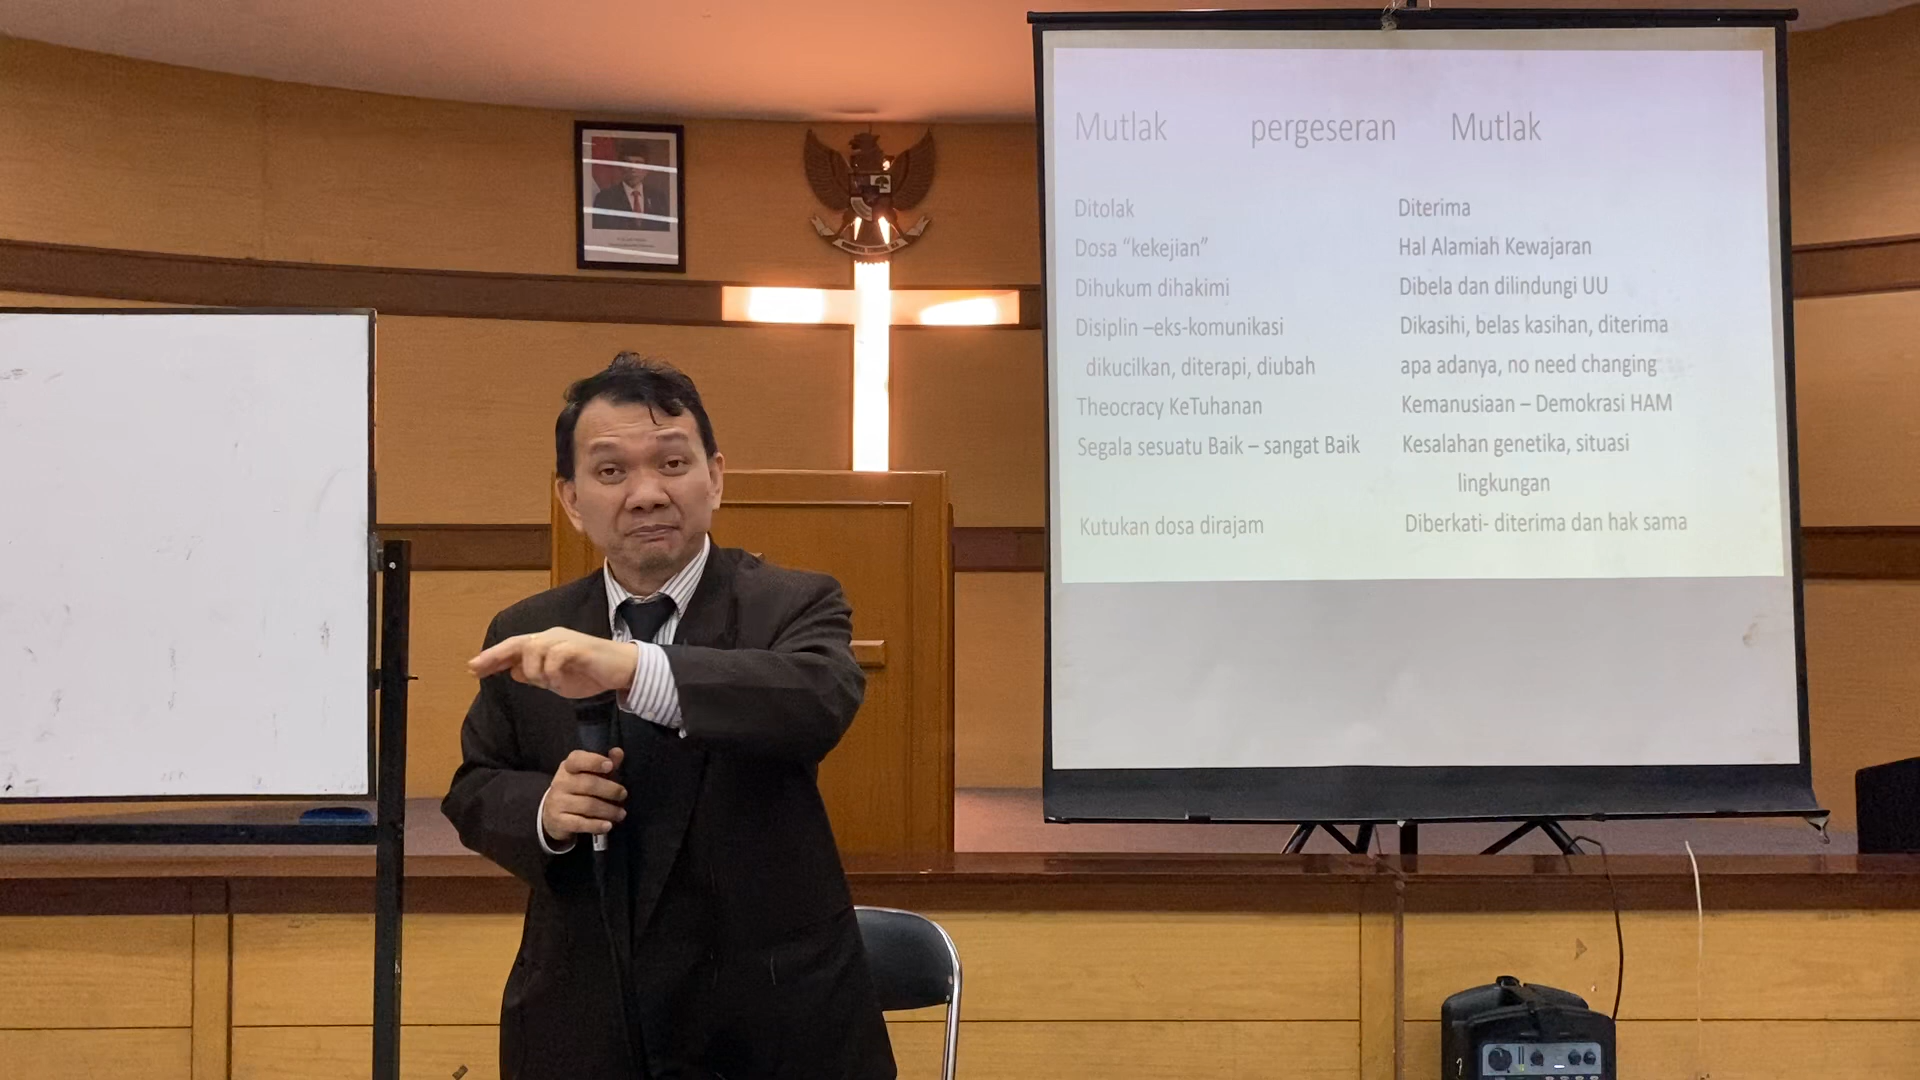 Mutlak pergeseran Mutlak
Ditolak Diterima
Dosa “kekejian” Hal Alamiah Kewajaran
Dihukum dihakimi Dibela dan dilindungi UU
Disiplin –eks-komunikasi Dikasihi, belas kasihan, diterima
dikucilkan, diterapi, diubah apa adanya, no need changing
Theocracy KeTuhanan Kemanusiaan – Demokrasi HAM
Segala sesuatu Baik – sangat Baik Kesalahan genetika, situasi
lingkungan
Kutukan dosa dirajam Diberkati- diterima dan hak sama